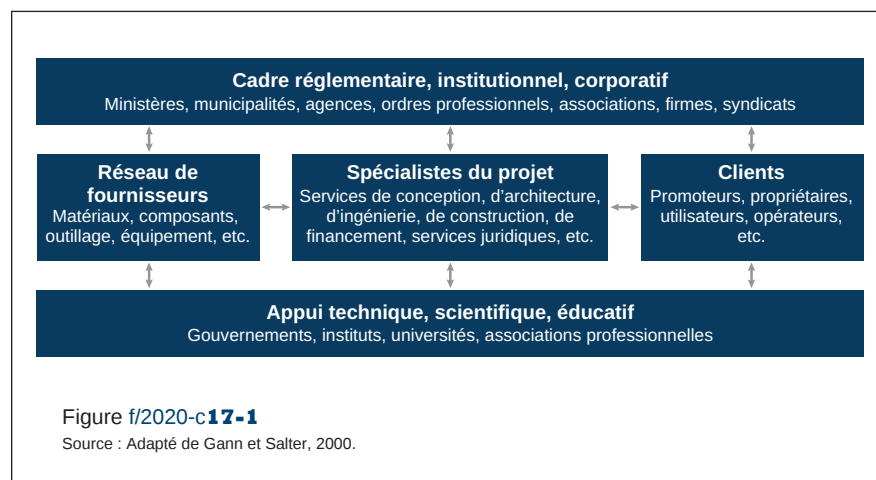 Cadre réglementaire, institutionnel, corporatif
Ministères, municipalités, agences, ordres professionnels, associations, firmes, syndicats
Réseau de
fournisseurs
Matériaux, composants,
outillage, équipement, etc.
Spécialistes du projet
Services de conception, d'architecture,
d'ingénierie, de construction, de
financement, services juridiques, etc.
Clients
Promoteurs, propriétaires,
utilisateurs, opérateurs,
etc.
Appui technique, scientifique, éducatif
Gouvernements, instituts, universités, associations professionnelles
Figure f/2020-c17-1
Source : Adapté de Gann et Salter, 2000.